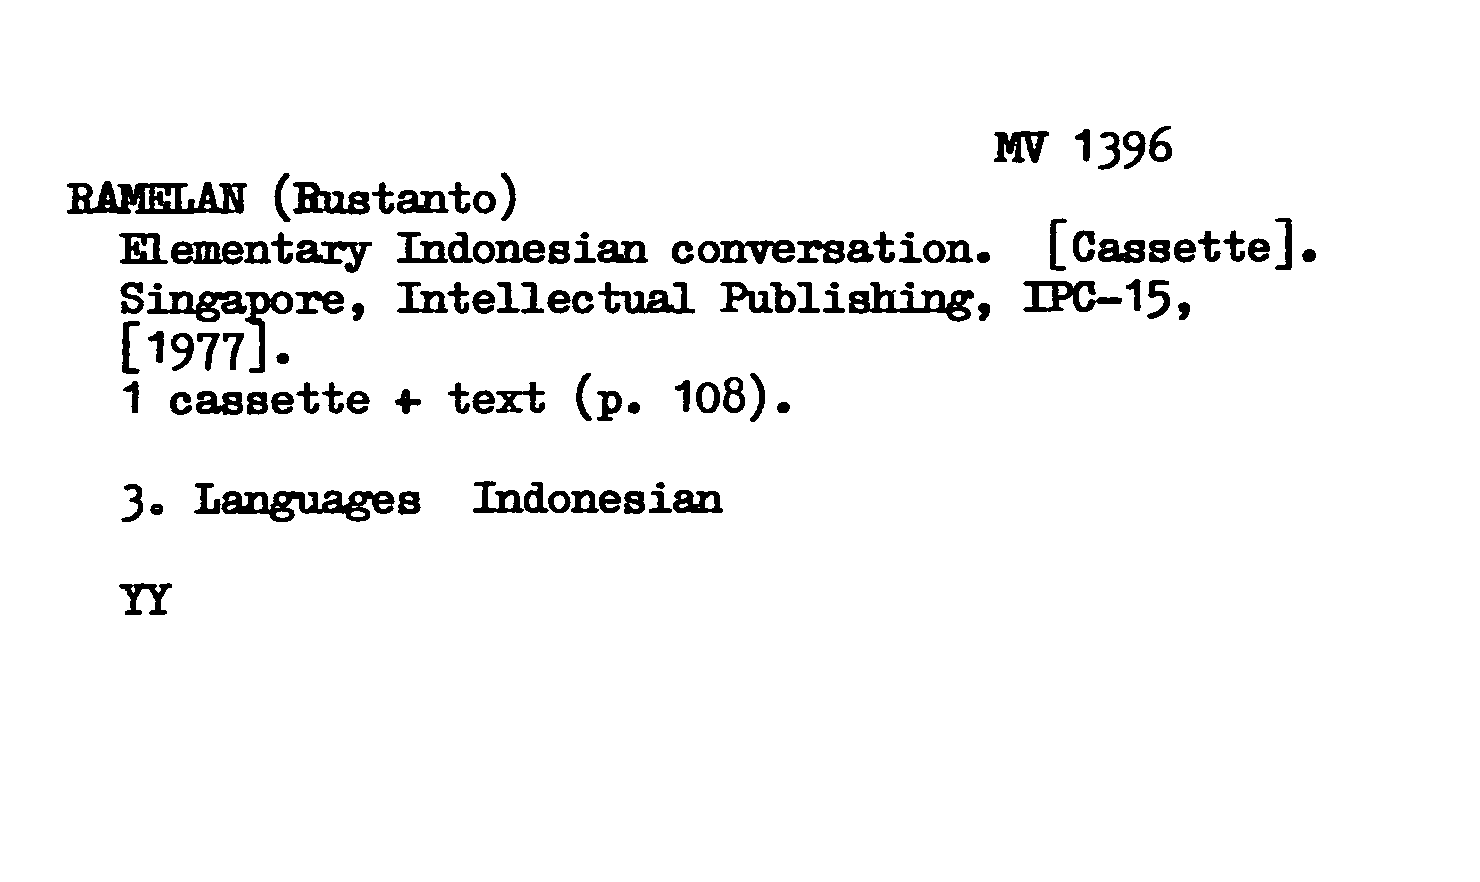 MV 1396
RAMELAN (Rustanto)
Elementary Indonesian conversation. [Cassette].
Singapore, Intellectual Publishing, IPC-15,
[1977].
1 cassette + text (p. 108).
3. Languages Indonesian
YY